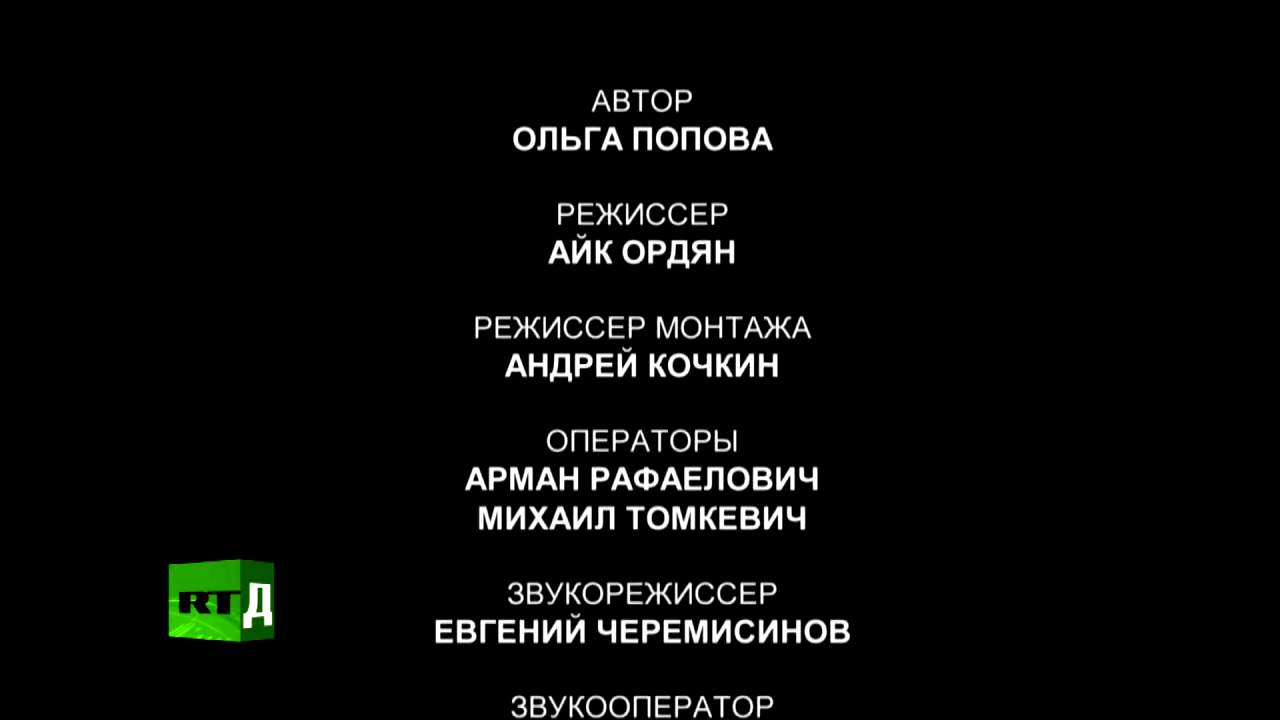 АВТОР
ОЛЬГА ПОПОВА
РЕЖИССЕР
АЙК ОРДЯН
РЕЖИССЕР МОНТАЖА
АНДРЕЙ КОЧКИН
ОПЕРАТОРЫ
АРМАН РАФАЕЛОВИЧ
МИХАИЛ ТОМКЕВИЧ
ЗВУКОРЕЖИССЕР
ЕВГЕНИЙ ЧЕРЕМИСИНОВ
ЗВУКООПЕРАТОР
RTД